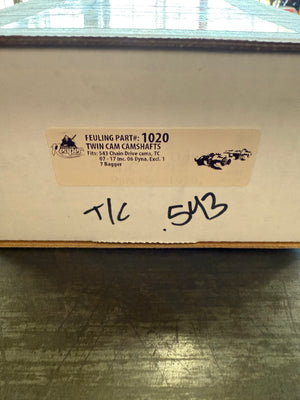 Reaper
FEULING PART#: 1020
TWIN CAM CAMSHAFTS
Fits: 543 Chain Drive cams, TC
07 - 17 Inc. 06 Dyna, Excl. 1
7 Bagger
T/C .543